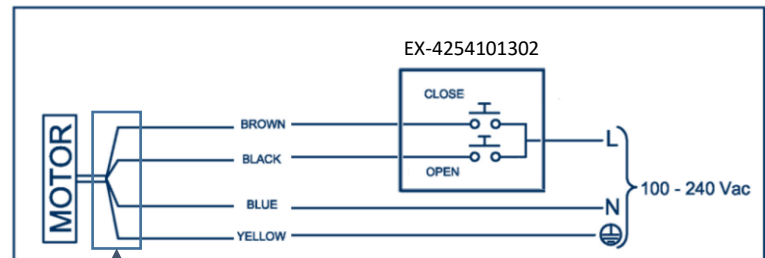 EX-4254101302
CLOSE
MOTOR
BROWN
L
BLACK
OPEN
100 - 240 Vac
BLUE
N
YELLOW